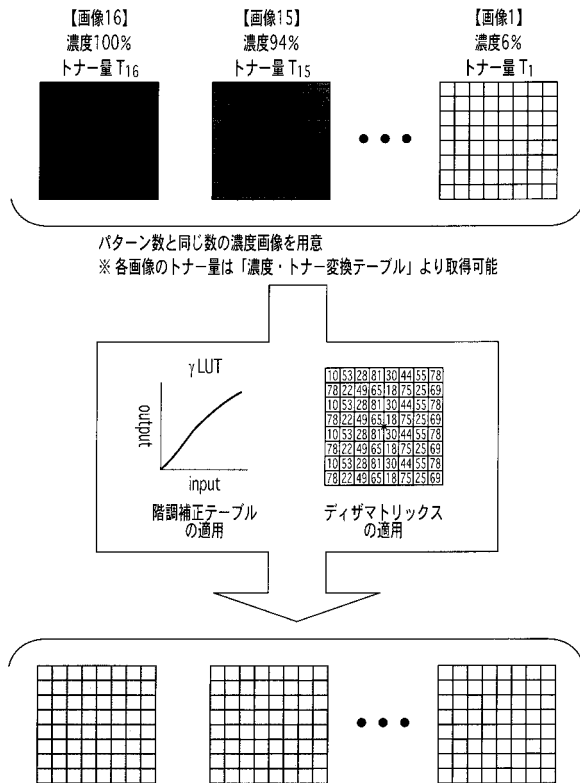 【画像16】
濃度100%
トナー量 T16
【画像15】
濃度94%
トナー量 T15
【画像1】
濃度6%
トナー量 T1
パターン数と同じ数の濃度画像を用意
※ 各画像のトナー量は「濃度・トナー変換テーブル」より取得可能
γLUT
output
input
階調補正テーブル
の適用
10 53 28 81 30 44 55 78
78 22 49 65 18 75 25 69
10 53 28 81 30 44 55 78
78 22 49 65 18 75 25 69
10 53 28 81 30 44 55 78
78 22 49 65 18 75 25 69
10 53 28 81 30 44 55 78
78 22 49 65 18 75 25 69
ディザマトリックス
の適用